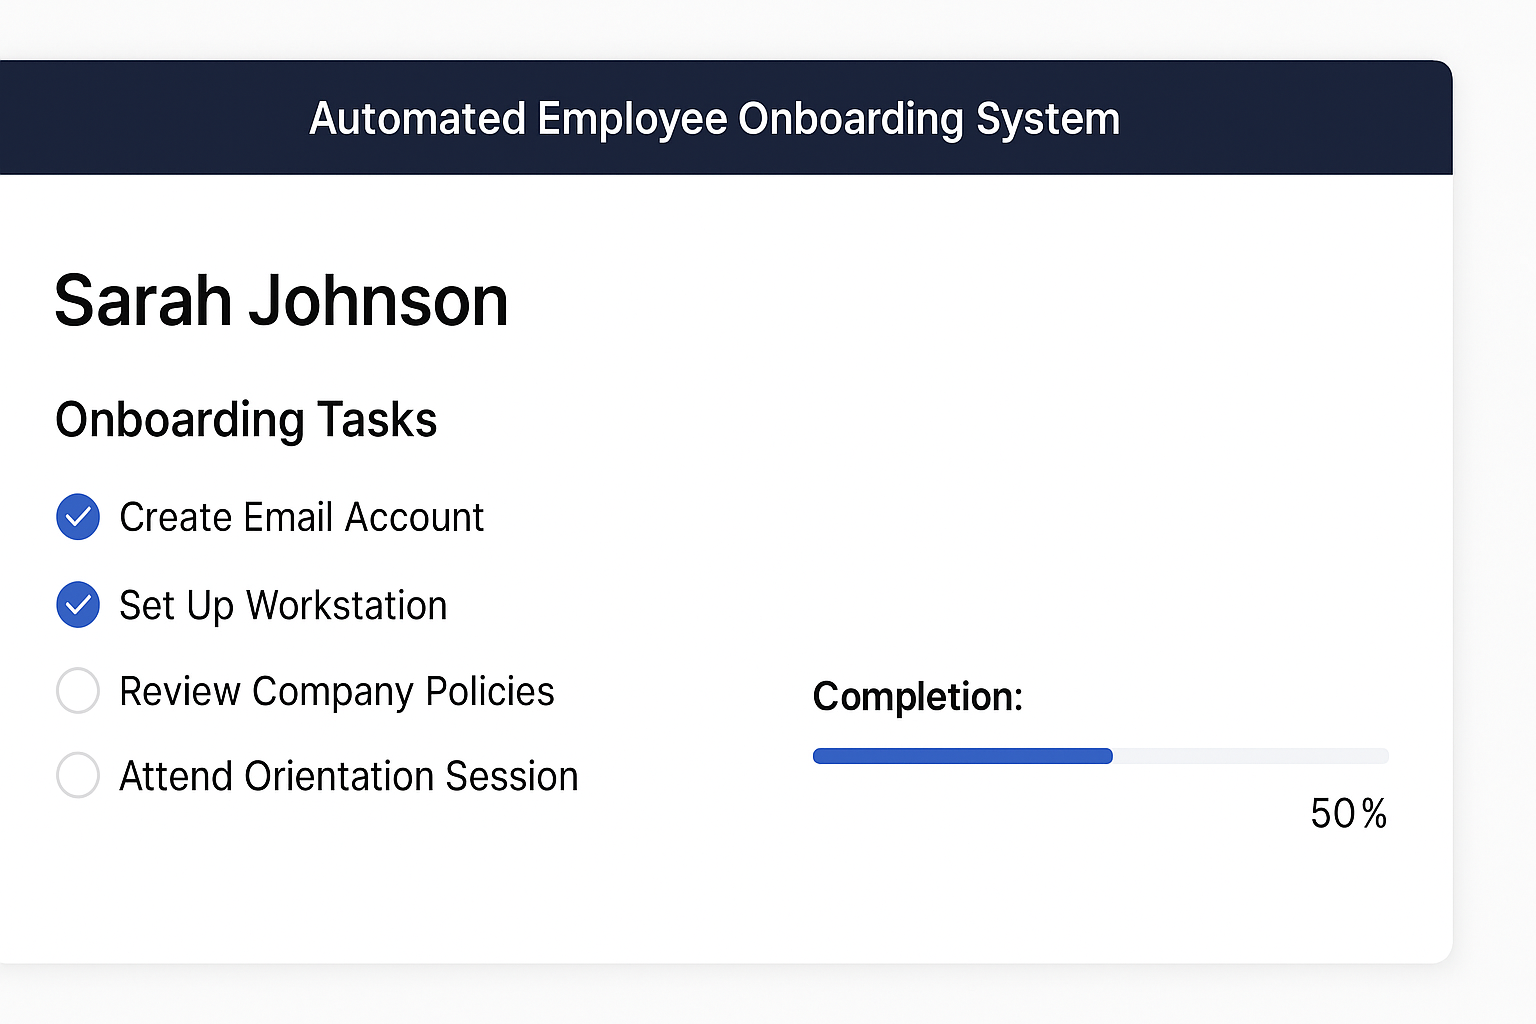 Automated Employee Onboarding System
Sarah Johnson
Onboarding Tasks
Create Email Account
Set Up Workstation
Review Company Policies
Attend Orientation Session
Completion:
50%